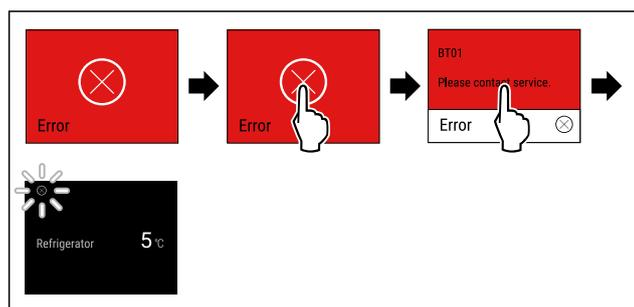 Error
Error
BT01
Please contact service.
Error
Refrigerator 5 °C